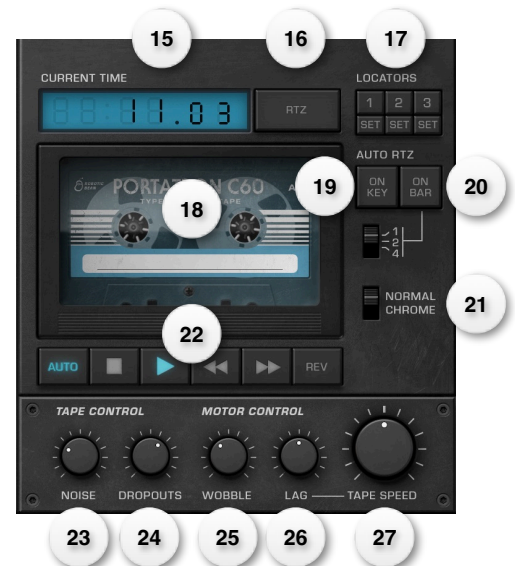 15 16 17
CURRENT TIME LOCATORS
11.03 RTZ 1 2 3
SET SET SET
AUTO RTZ
PORTATRON C60 A
18 19 ON KEY ON BAR 20
1
2
4
NORMAL
CHROME 21
22
AUTO REV
TAPE CONTROL MOTOR CONTROL
NOISE DROPOUTS WOBBLE LAG TAPE SPEED
23 24 25 26 27